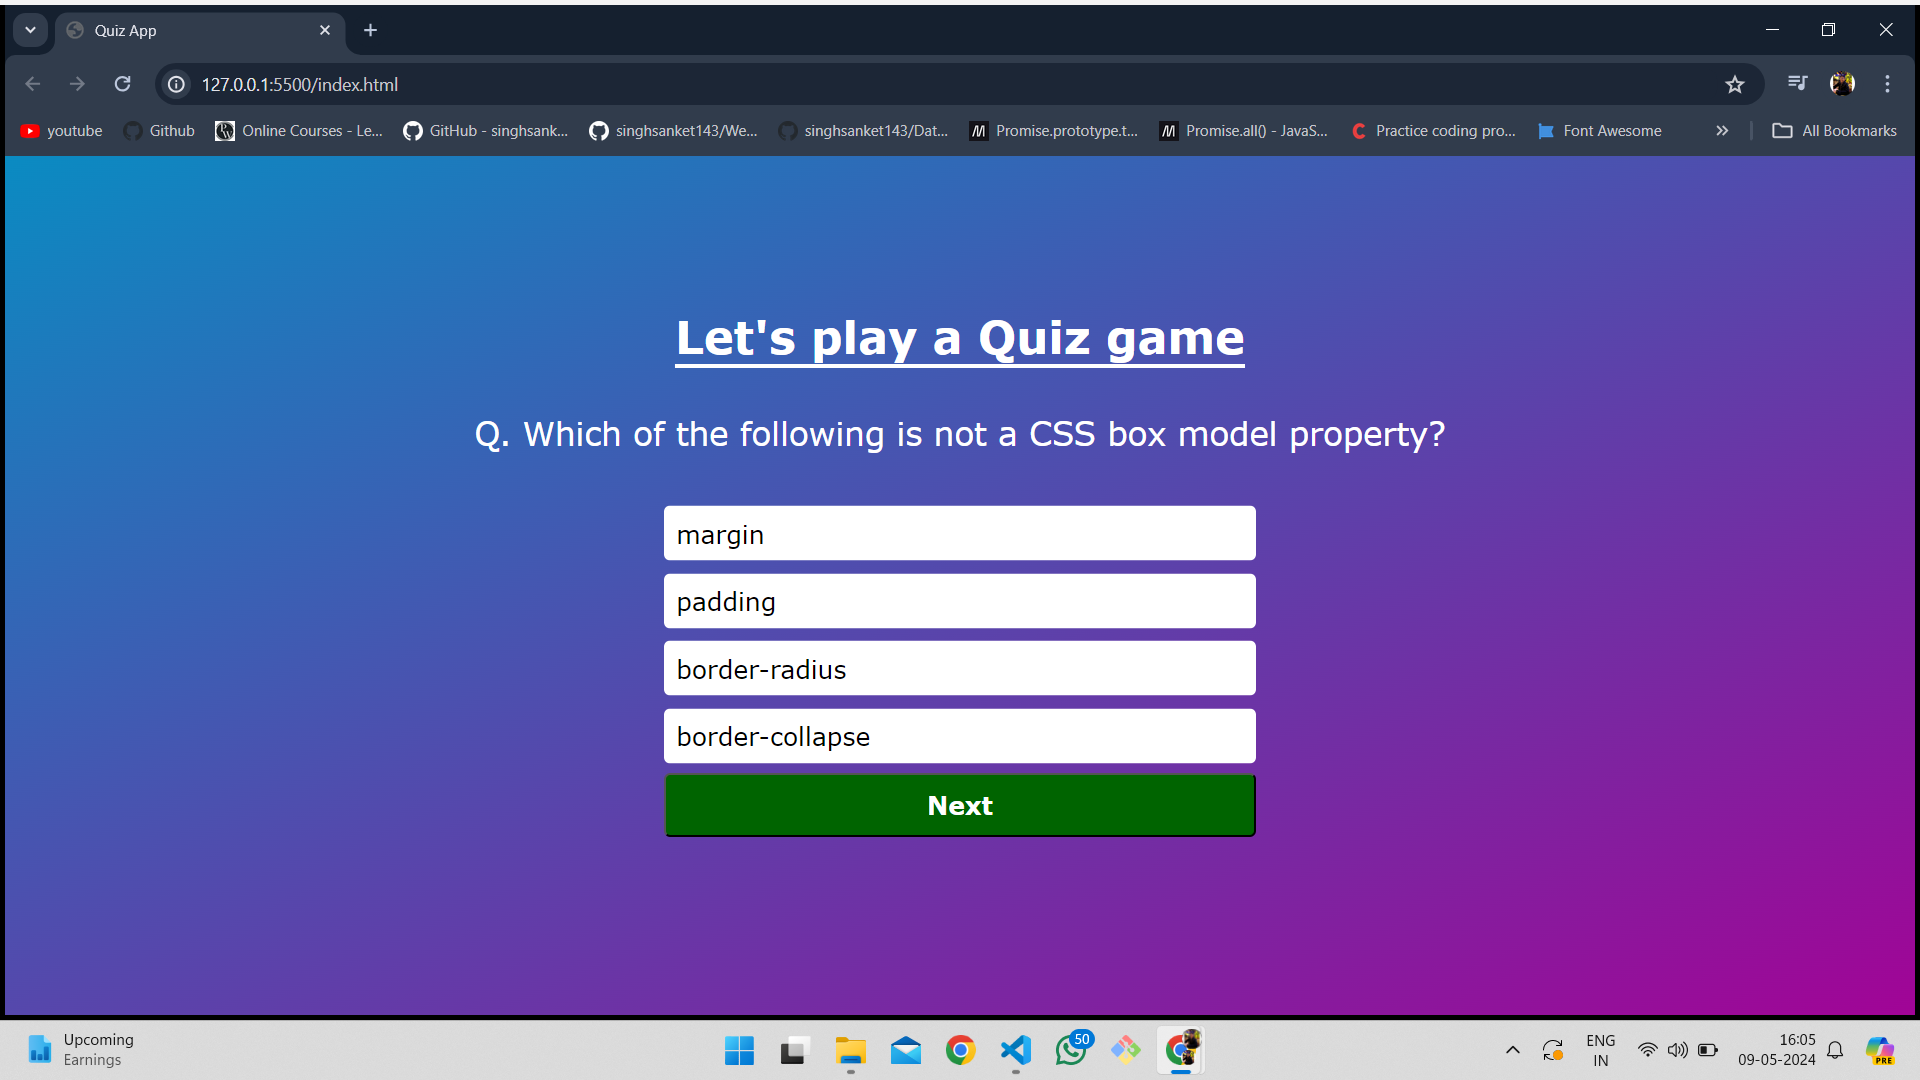 Quiz App
127.0.0.1:5500/index.html
youtube
Github
Online Courses - Le...
GitHub - singhsank...
singhsanket143/We...
singhsanket143/Dat...
Promise.prototype.t...
Promise.all() - JavaS...
Practice coding pro...
Font Awesome
All Bookmarks
Let's play a Quiz game
Q. Which of the following is not a CSS box model property?
margin
padding
border-radius
border-collapse
Next
Upcoming
Earnings
50
ENG
IN
16:05
09-05-2024
PRE